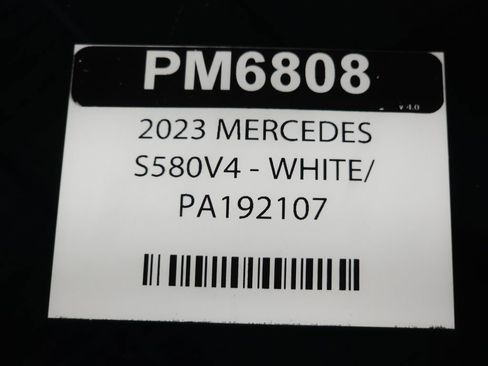 PM6808
v 4.0
2023 MERCEDES
S580V4 - WHITE/
PA192107